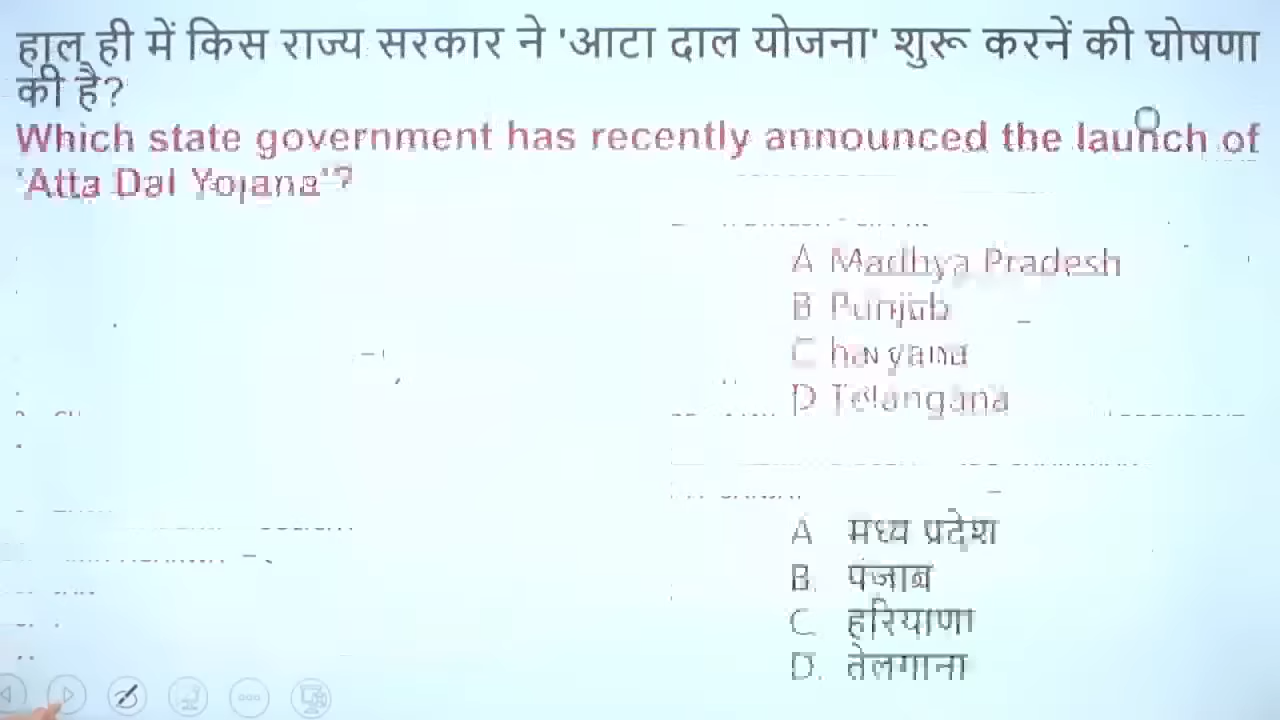 हाल ही में किस राज्य सरकार ने 'आटा दाल योजना' शुरू करनें की घोषणा
की है?
Which state government has recently announced the launch of
'Atta Dal Yojana'?
A Madhya Pradesh
B Punjab
C haryana
D Telangana
A मध्य प्रदेश
B. पंजाब
C हरियाणा
D. तेलगाना